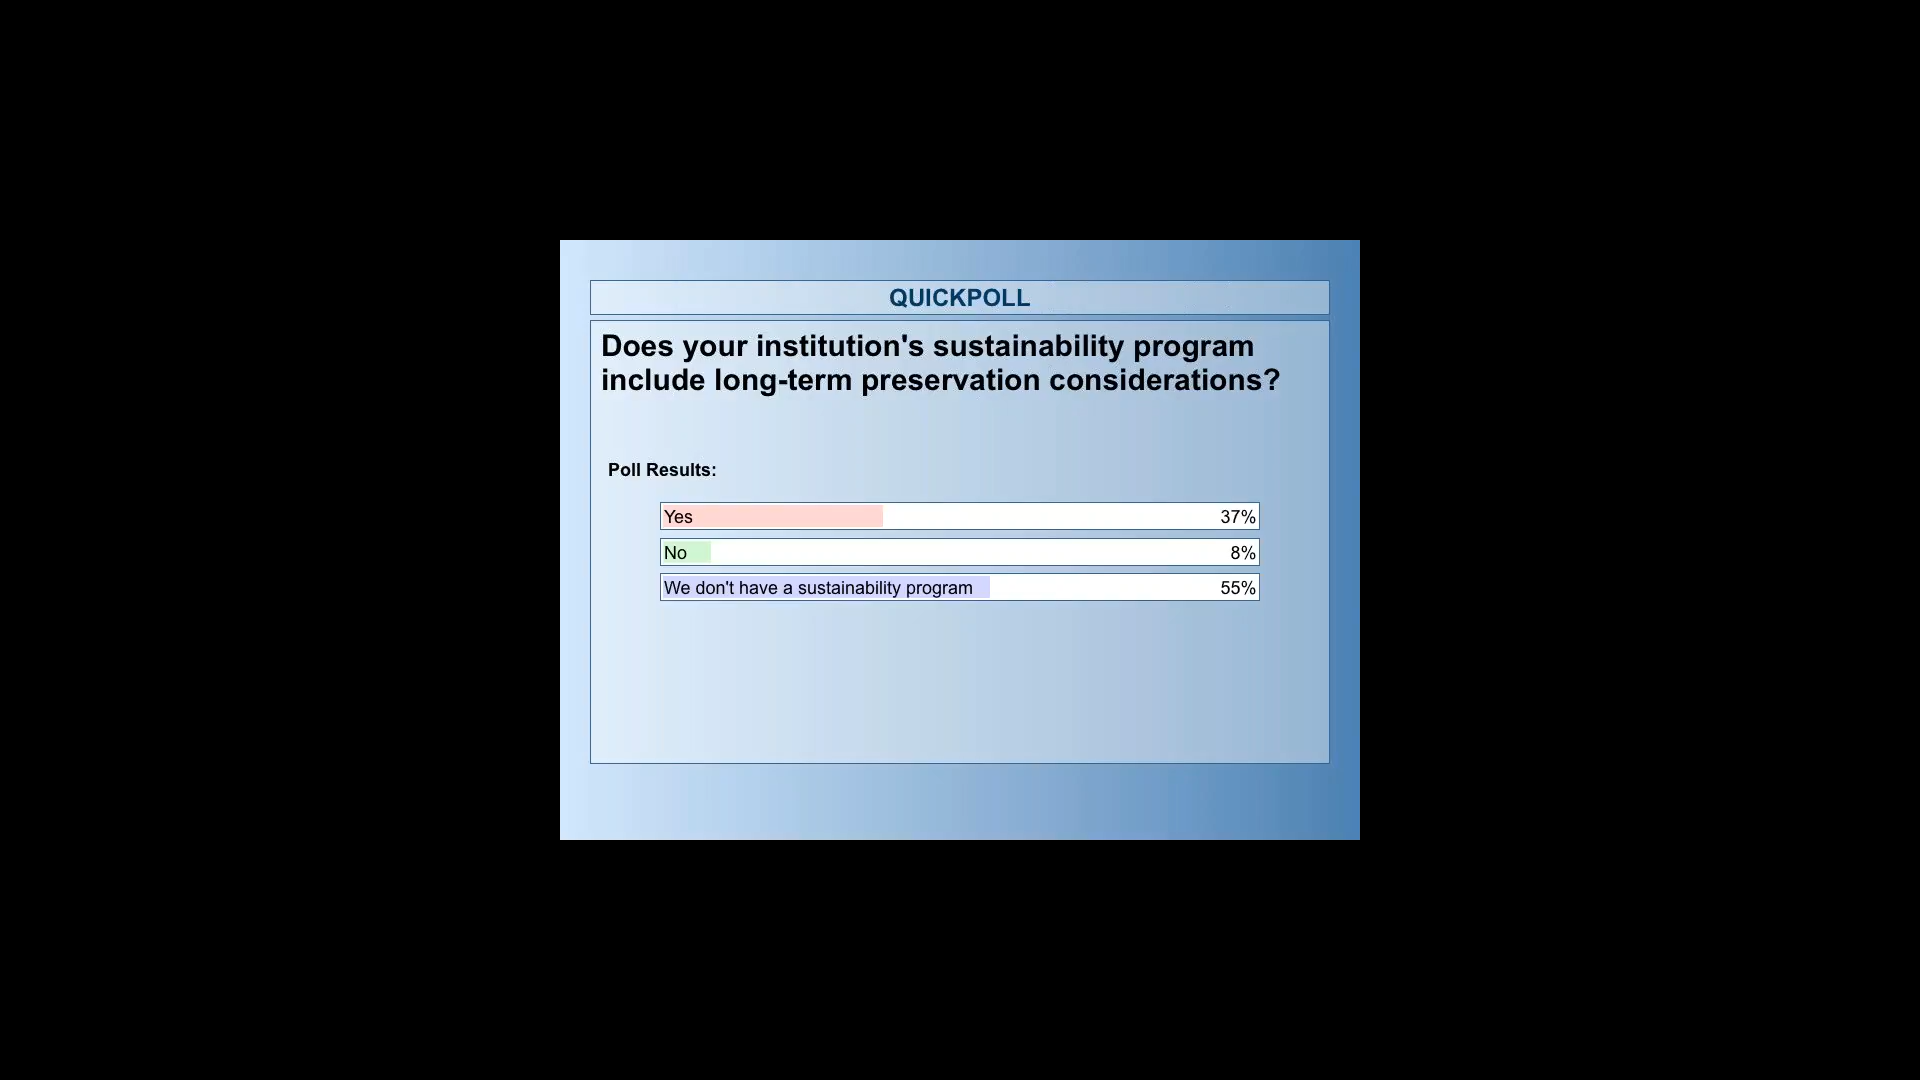 QUICKPOLL
Does your institution's sustainability program
include long-term preservation considerations?
Poll Results:
Yes 37%
No 8%
We don't have a sustainability program 55%